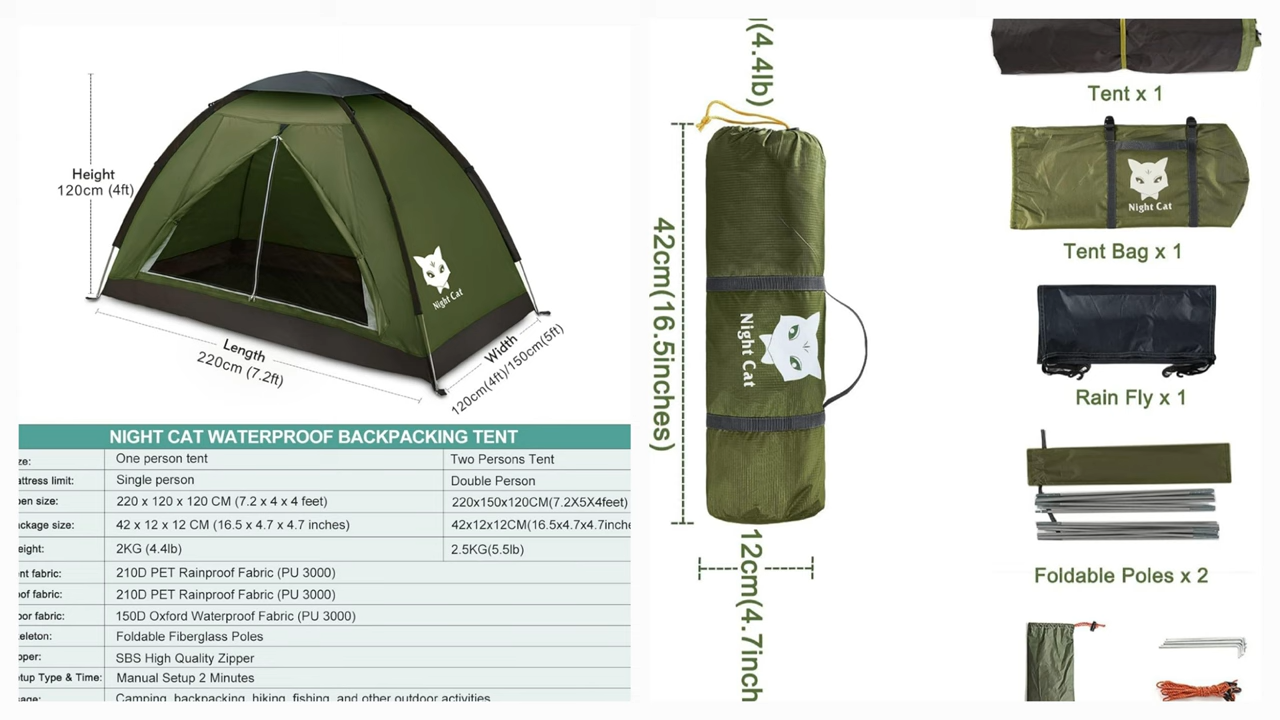 Height
120cm (4ft)
Length
220cm (7.2ft)
Width
120cm(4ft)/150cm(5ft)
Night Cat
NIGHT CAT WATERPROOF BACKPACKING TENT
ze: One person tent Two Persons Tent
attress limit: Single person Double Person
en size: 220 x 120 x 120 CM (7.2 x 4 x 4 feet) 220x150x120CM(7.2X5X4feet)
ckage size: 42 x 12 x 12 CM (16.5 x 4.7 x 4.7 inches) 42x12x12CM(16.5x4.7x4.7inche
eight: 2KG (4.4lb) 2.5KG(5.5lb)
nt fabric: 210D PET Rainproof Fabric (PU 3000)
of fabric: 210D PET Rainproof Fabric (PU 3000)
oor fabric: 150D Oxford Waterproof Fabric (PU 3000)
eleton: Foldable Fiberglass Poles
pper: SBS High Quality Zipper
etup Type & Time: Manual Setup 2 Minutes
sage: Camping, backpacking, hiking, fishing, and other outdoor activities
(4.4lb)
42cm(16.5inches)
Night Cat
12cm(4.7inch
Tent x 1
Night Cat
Tent Bag x 1
Rain Fly x 1
Foldable Poles x 2